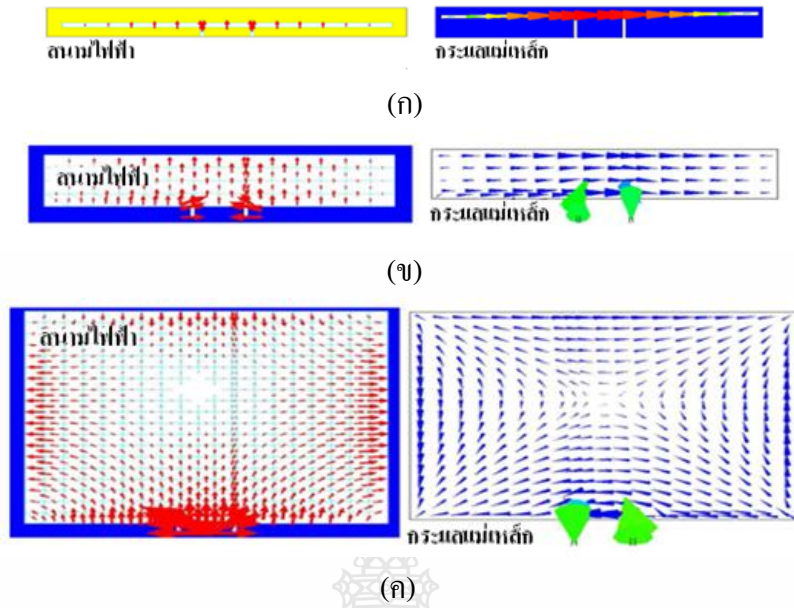 สนามไฟฟ้า
กระแสแม่เหล็ก
(ก)
สนามไฟฟ้า
กระแสแม่เหล็ก
(ข)
สนามไฟฟ้า
กระแสแม่เหล็ก
(ค)